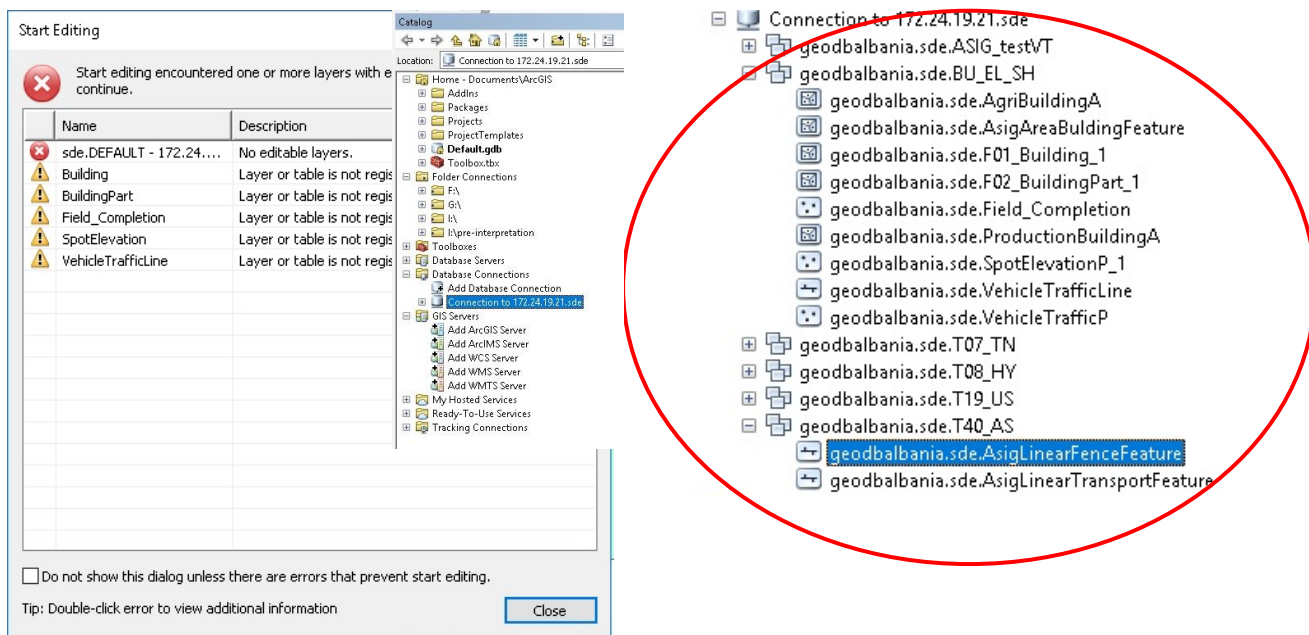 Start Editing
Start editing encountered one or more layers with e
continue.
Name Description
sde.DEFAULT - 172.24.... No editable layers.
Building Layer or table is not regis
BuildingPart Layer or table is not regis
Field_Completion Layer or table is not regis
SpotElevation Layer or table is not regis
VehicleTrafficLine Layer or table is not regis
Do not show this dialog unless there are errors that prevent start editing.
Tip: Double-click error to view additional information
Close
Catalog
Location: Connection to 172.24.19.21.sde
Home - Documents\ArcGIS
AddIns
Packages
Projects
ProjectTemplates
Default.gdb
Toolbox.tbx
Folder Connections
F:\
G:\
I:\
I:\pre-interpretation
Toolboxes
Database Servers
Database Connections
Add Database Connection
Connection to 172.24.19.21.sde
GIS Servers
Add ArcGIS Server
Add ArcIMS Server
Add WCS Server
Add WMS Server
Add WMTS Server
My Hosted Services
Ready-To-Use Services
Tracking Connections
Connection to 172.24.19.21.sde
geodbalbania.sde.ASIG_testVT
geodbalbania.sde.BU_EL_SH
geodbalbania.sde.AgriBuildingA
geodbalbania.sde.AsigAreaBuldingFeature
geodbalbania.sde.F01_Building_1
geodbalbania.sde.F02_BuildingPart_1
geodbalbania.sde.Field_Completion
geodbalbania.sde.ProductionBuildingA
geodbalbania.sde.SpotElevationP_1
geodbalbania.sde.VehicleTrafficLine
geodbalbania.sde.VehicleTrafficP
geodbalbania.sde.T07_TN
geodbalbania.sde.T08_HY
geodbalbania.sde.T19_US
geodbalbania.sde.T40_AS
geodbalbania.sde.AsigLinearFenceFeature
geodbalbania.sde.AsigLinearTransportFeature